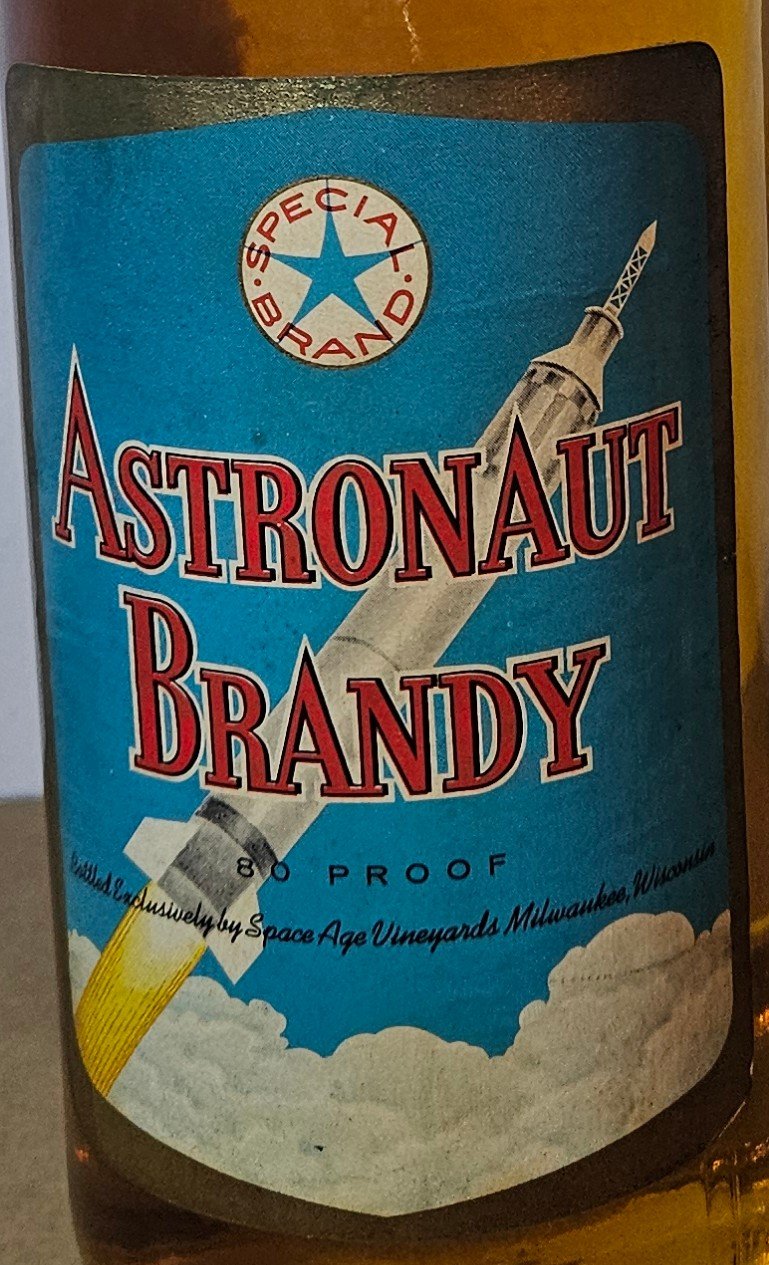 SPECIAL
BRAND
ASTRONAUT
BRANDY
80 PROOF
Bottled Exclusively by Space Age Vineyards Milwaukee, Wisconsin